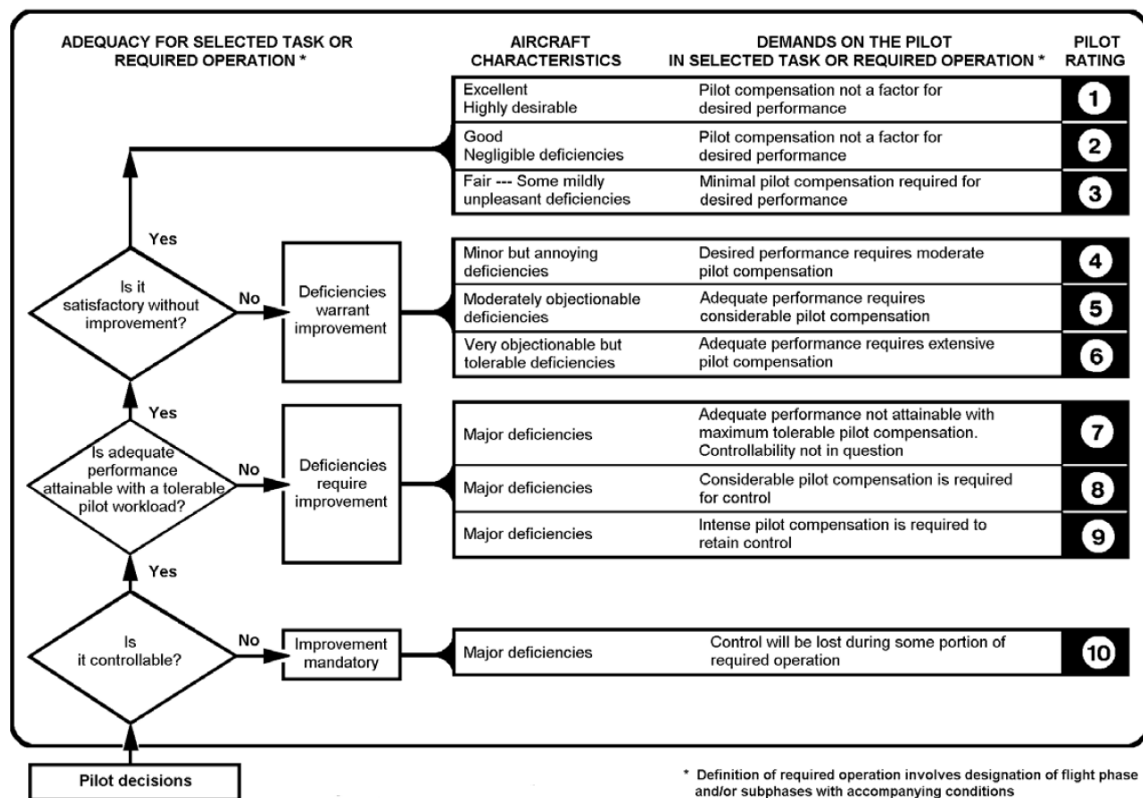 ADEQUACY FOR SELECTED TASK OR
REQUIRED OPERATION *
AIRCRAFT
CHARACTERISTICS
DEMANDS ON THE PILOT
IN SELECTED TASK OR REQUIRED OPERATION *
PILOT
RATING
Excellent
Highly desirable
Pilot compensation not a factor for
desired performance
1
Good
Negligible deficiencies
Pilot compensation not a factor for
desired performance
2
Fair --- Some mildly
unpleasant deficiencies
Minimal pilot compensation required for
desired performance
3
Yes
Is it
satisfactory without
improvement?
No
Deficiencies
warrant
improvement
Minor but annoying
deficiencies
Desired performance requires moderate
pilot compensation
4
Moderately objectionable
deficiencies
Adequate performance requires
considerable pilot compensation
5
Very objectionable but
tolerable deficiencies
Adequate performance requires extensive
pilot compensation
6
Yes
Is adequate
performance
attainable with a tolerable
pilot workload?
No
Deficiencies
require
improvement
Major deficiencies
Adequate performance not attainable with
maximum tolerable pilot compensation.
Controllability not in question
7
Major deficiencies
Considerable pilot compensation is required
for control
8
Major deficiencies
Intense pilot compensation is required to
retain control
9
Yes
Is
it controllable?
No
Improvement
mandatory
Major deficiencies
Control will be lost during some portion of
required operation
10
Pilot decisions
* Definition of required operation involves designation of flight phase
and/or subphases with accompanying conditions